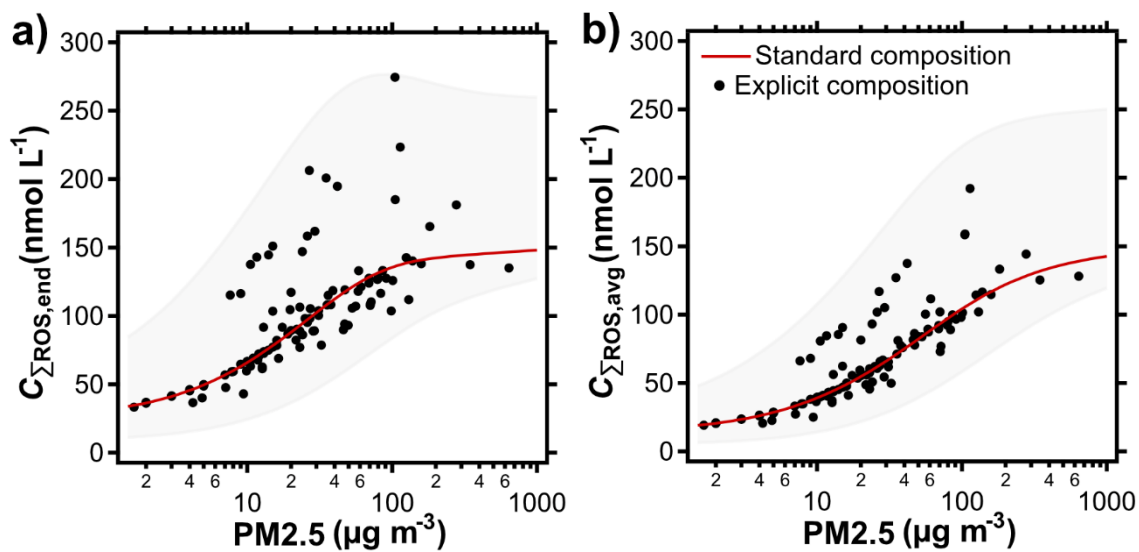 a)
300
250
200
150
100
50
0
C∑ROS,end(nmol L-1)
2 4 6 2 4 6 2 4 6
10 100 1000
PM2.5 (µg m-3)
b)
Standard composition
Explicit composition
300
250
200
150
100
50
0
C∑ROS,avg(nmol L-1)
2 4 6 2 4 6 2 4 6
10 100 1000
PM2.5 (µg m-3)